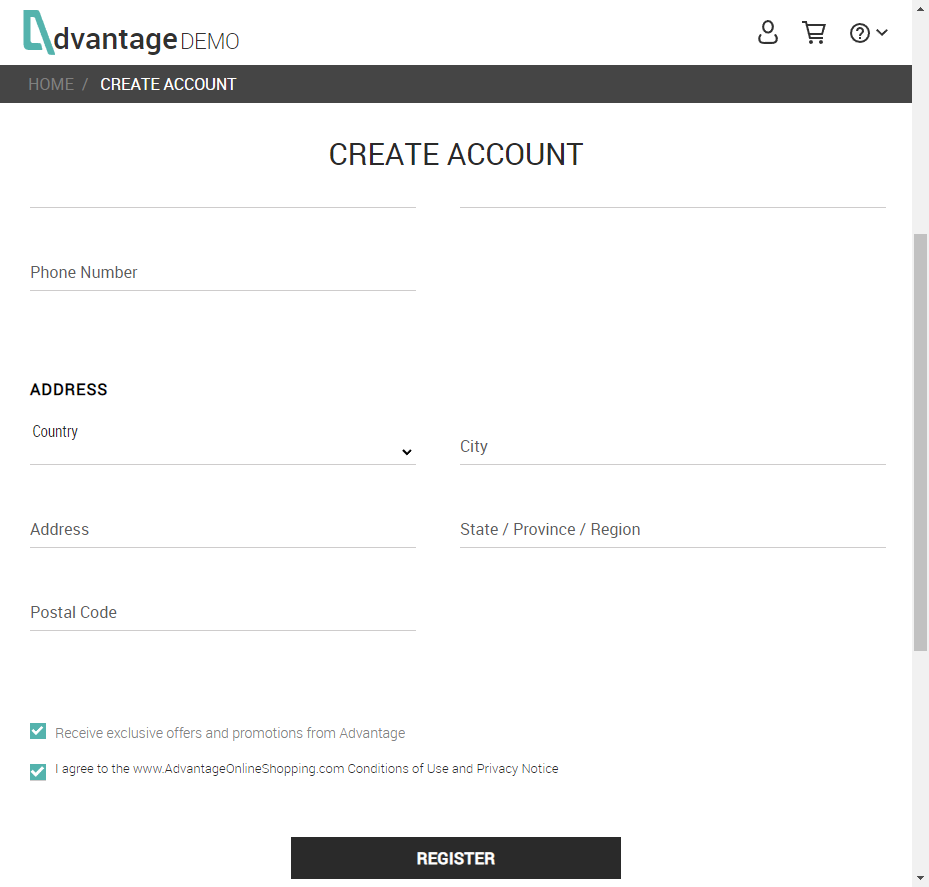 dvantage DEMO
HOME / CREATE ACCOUNT
CREATE ACCOUNT
Phone Number
ADDRESS
Country
City
Address
State / Province / Region
Postal Code
Receive exclusive offers and promotions from Advantage
I agree to the www.AdvantageOnlineShopping.com Conditions of Use and Privacy Notice
REGISTER